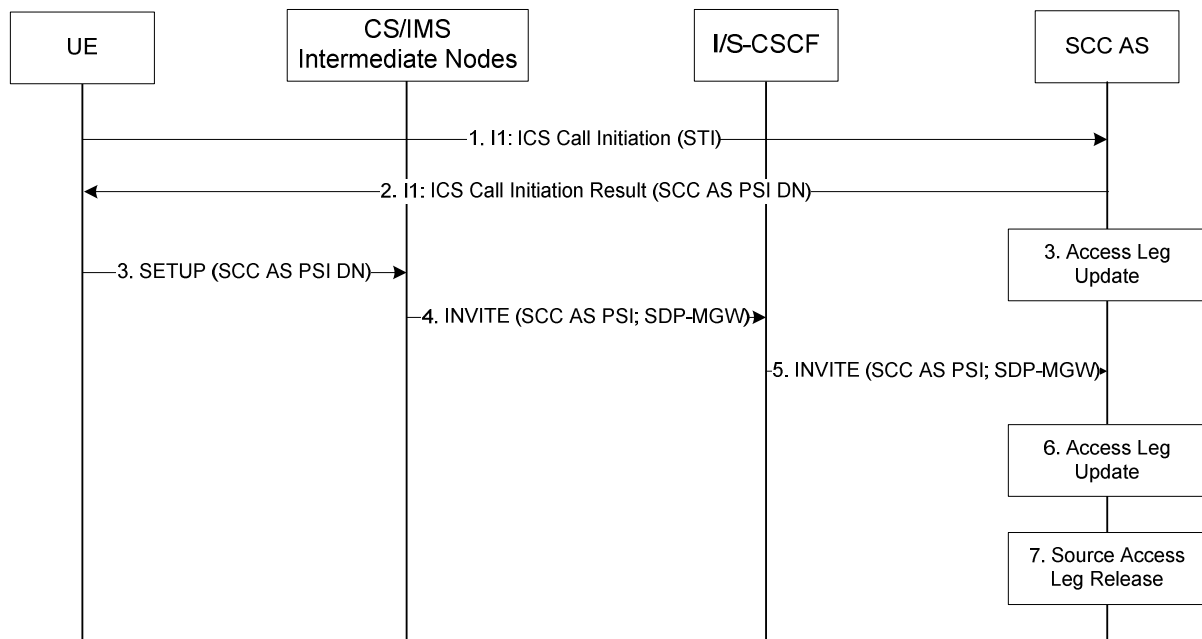 UE
CS/IMS
Intermediate Nodes
I/S-CSCF
SCC AS
1. I1: ICS Call Initiation (STI)
2. I1: ICS Call Initiation Result (SCC AS PSI DN)
3. Access Leg
Update
3. SETUP (SCC AS PSI DN)
4. INVITE (SCC AS PSI; SDP-MGW)
5. INVITE (SCC AS PSI; SDP-MGW)
6. Access Leg
Update
7. Source Access
Leg Release